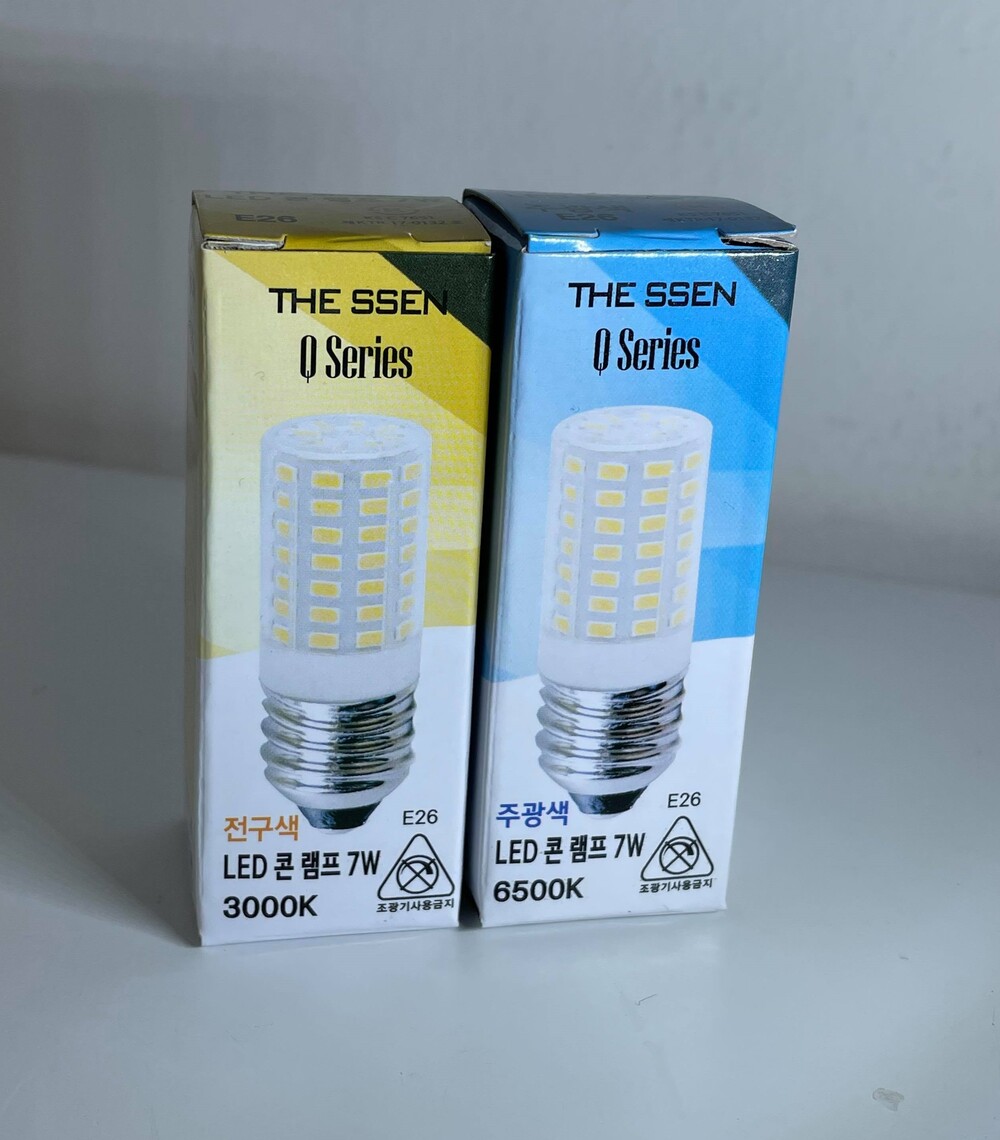 E26
THE SSEN
Q Series
전구색
E26
LED 콘 램프 7W
3000K
조광기사용금지
E26
THE SSEN
Q Series
주광색
E26
LED 콘 램프 7W
6500K
조광기사용금지